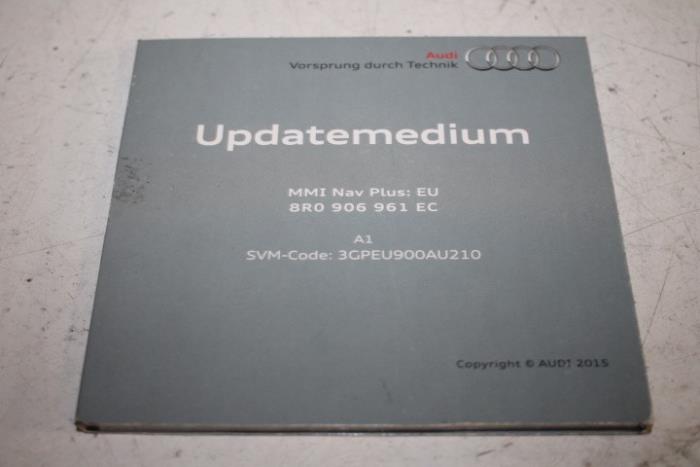 Audi
Vorsprung durch Technik
Updatemedium
MMI Nav Plus: EU
8R0 906 961 EC
A1
SVM-Code: 3GPEU900AU210
Copyright © AUDI 2015